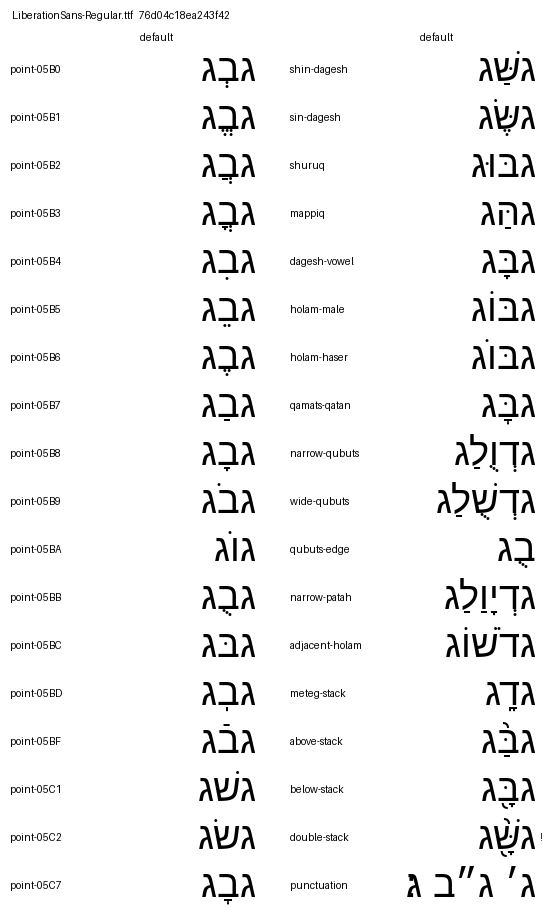 LiberationSans-Regular.ttf 76d04c18ea243f42
default default
point-05B0 גבְג shin-dagesh גשַּׁג
point-05B1 גבֱג sin-dagesh גשֶּׂג
point-05B2 גבֲג shuruq גבּוּג
point-05B3 גבֳג mappiq גהַּג
point-05B4 גבִג dagesh-vowel גבָּג
point-05B5 גבֵג holam-male גבּוֹג
point-05B6 גבֶג holam-haser גבּוֺג
point-05B7 גבַג qamats-qatan גבׇּג
point-05B8 גבָג narrow-qubuts גדְוֻלַג
point-05B9 גבֹג wide-qubuts גדְשֻׁלַג
point-05BA גוֺג qubuts-edge בֻג
point-05BB גבֻג narrow-patah גדְיָוַלַג
point-05BC גבּג adjacent-holam גדֹשׁוֹג
point-05BD גבֽג meteg-stack
point-05BF גבֿג above-stack
point-05C1 גשׁג below-stack
point-05C2 גשׂג double-stack
point-05C7 גבׇג punctuation